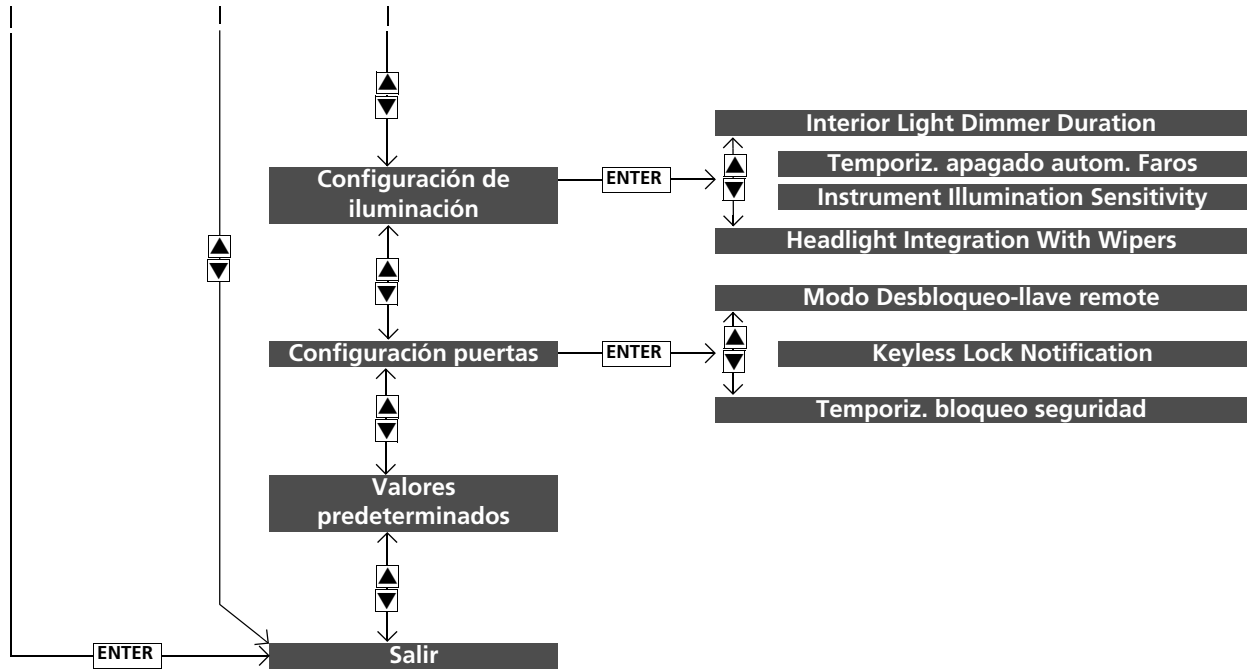 Interior Light Dimmer Duration
Configuración de
iluminación
ENTER
Temporiz. apagado autom. Faros
Instrument Illumination Sensitivity
Headlight Integration With Wipers
Modo Desbloqueo-llave remote
Configuración puertas
ENTER
Keyless Lock Notification
Temporiz. bloqueo seguridad
Valores
predeterminados
ENTER
Salir